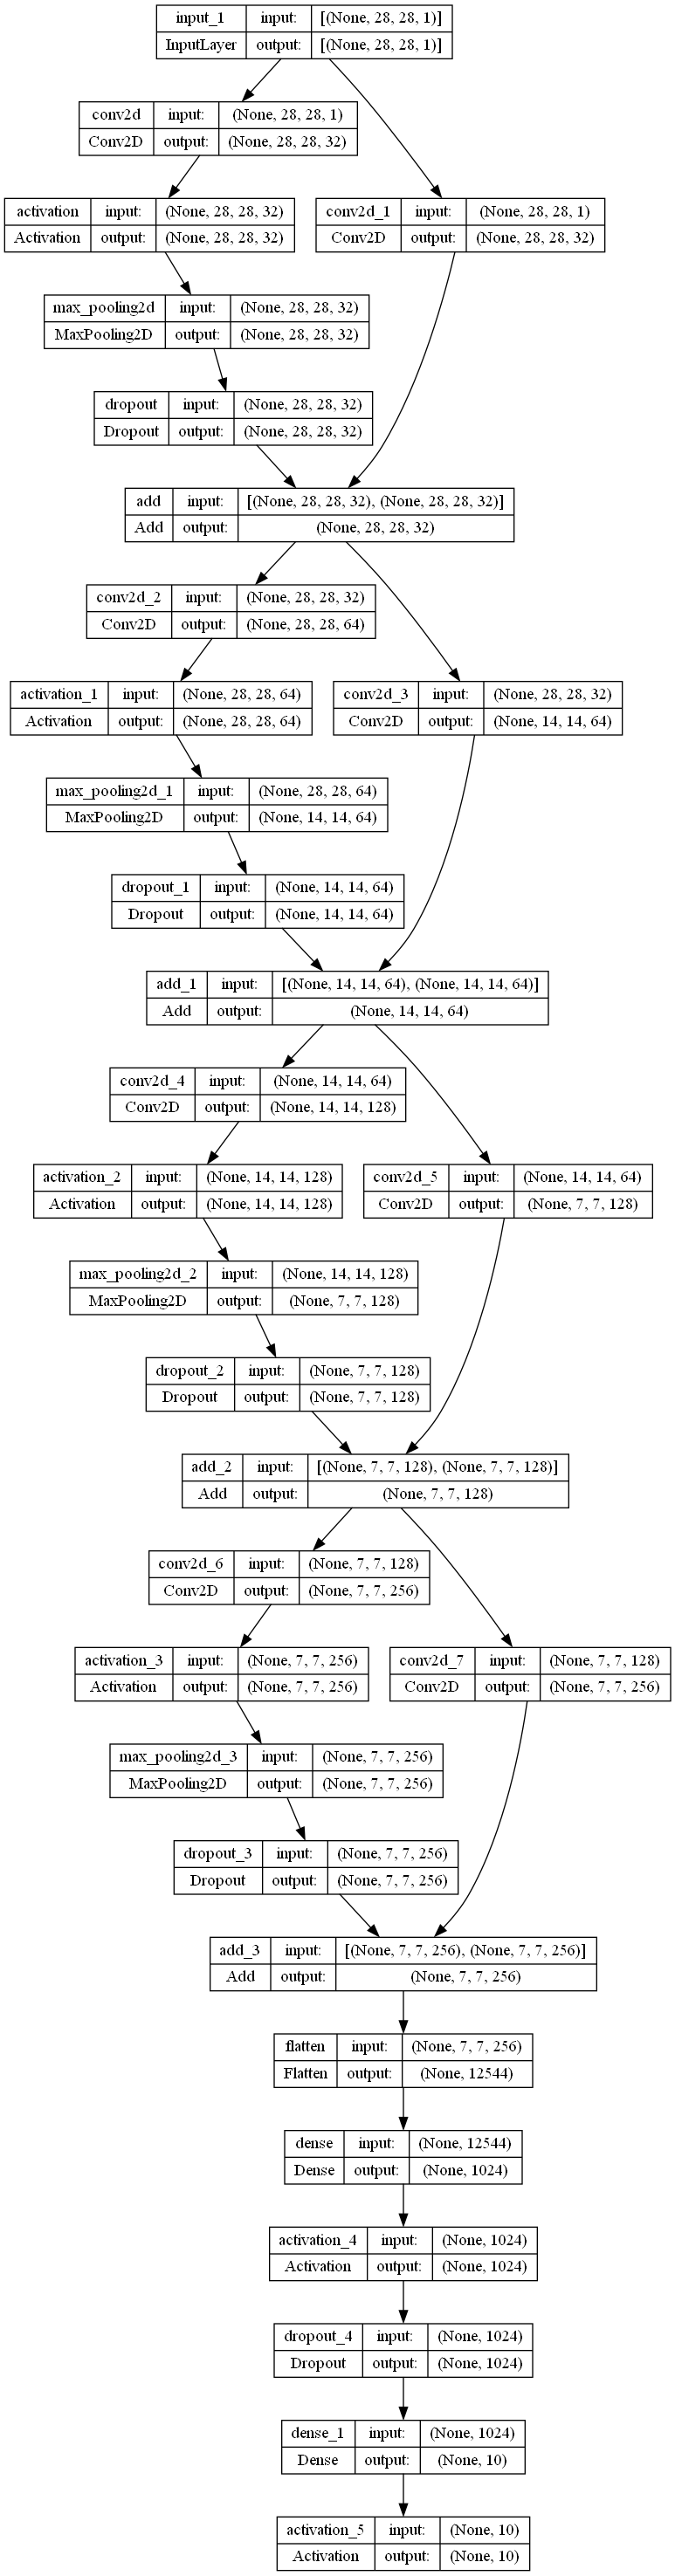 input_1 input: [(None, 28, 28, 1)]
InputLayer output: [(None, 28, 28, 1)]
conv2d input: (None, 28, 28, 1)
Conv2D output: (None, 28, 28, 32)
activation input: (None, 28, 28, 32)
Activation output: (None, 28, 28, 32)
conv2d_1 input: (None, 28, 28, 1)
Conv2D output: (None, 28, 28, 32)
max_pooling2d input: (None, 28, 28, 32)
MaxPooling2D output: (None, 28, 28, 32)
dropout input: (None, 28, 28, 32)
Dropout output: (None, 28, 28, 32)
add input: [(None, 28, 28, 32), (None, 28, 28, 32)]
Add output: (None, 28, 28, 32)
conv2d_2 input: (None, 28, 28, 32)
Conv2D output: (None, 28, 28, 64)
activation_1 input: (None, 28, 28, 64)
Activation output: (None, 28, 28, 64)
conv2d_3 input: (None, 28, 28, 32)
Conv2D output: (None, 14, 14, 64)
max_pooling2d_1 input: (None, 28, 28, 64)
MaxPooling2D output: (None, 14, 14, 64)
dropout_1 input: (None, 14, 14, 64)
Dropout output: (None, 14, 14, 64)
add_1 input: [(None, 14, 14, 64), (None, 14, 14, 64)]
Add output: (None, 14, 14, 64)
conv2d_4 input: (None, 14, 14, 64)
Conv2D output: (None, 14, 14, 128)
activation_2 input: (None, 14, 14, 128)
Activation output: (None, 14, 14, 128)
conv2d_5 input: (None, 14, 14, 64)
Conv2D output: (None, 7, 7, 128)
max_pooling2d_2 input: (None, 14, 14, 128)
MaxPooling2D output: (None, 7, 7, 128)
dropout_2 input: (None, 7, 7, 128)
Dropout output: (None, 7, 7, 128)
add_2 input: [(None, 7, 7, 128), (None, 7, 7, 128)]
Add output: (None, 7, 7, 128)
conv2d_6 input: (None, 7, 7, 128)
Conv2D output: (None, 7, 7, 256)
activation_3 input: (None, 7, 7, 256)
Activation output: (None, 7, 7, 256)
conv2d_7 input: (None, 7, 7, 128)
Conv2D output: (None, 7, 7, 256)
max_pooling2d_3 input: (None, 7, 7, 256)
MaxPooling2D output: (None, 7, 7, 256)
dropout_3 input: (None, 7, 7, 256)
Dropout output: (None, 7, 7, 256)
add_3 input: [(None, 7, 7, 256), (None, 7, 7, 256)]
Add output: (None, 7, 7, 256)
flatten input: (None, 7, 7, 256)
Flatten output: (None, 12544)
dense input: (None, 12544)
Dense output: (None, 1024)
activation_4 input: (None, 1024)
Activation output: (None, 1024)
dropout_4 input: (None, 1024)
Dropout output: (None, 1024)
dense_1 input: (None, 1024)
Dense output: (None, 10)
activation_5 input: (None, 10)
Activation output: (None, 10)